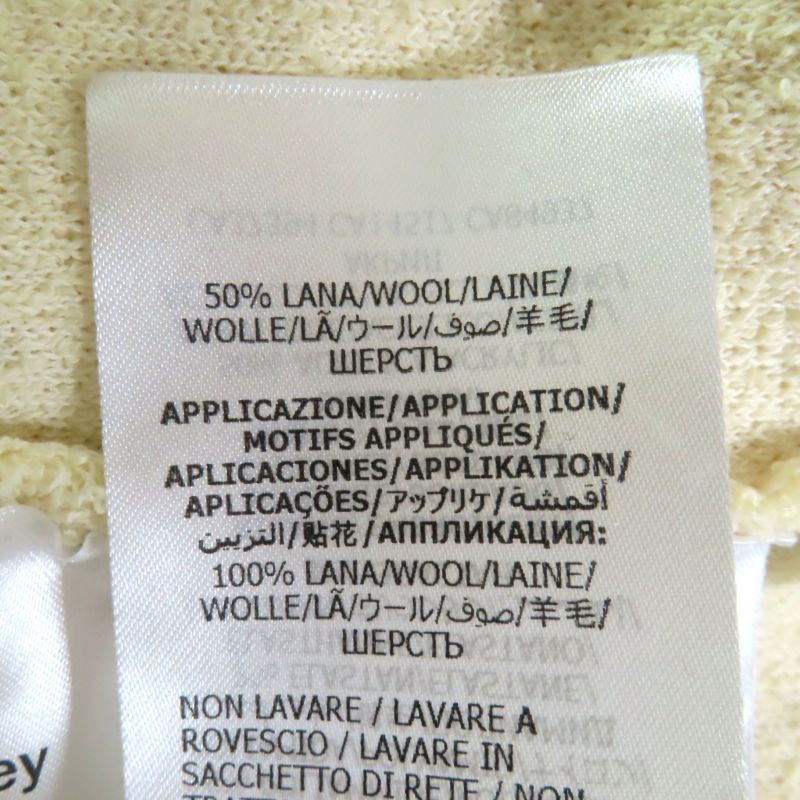 50% LANA/WOOL/LAINE/
WOLLE/LÃ/ウール/صوف/羊毛/
ШЕРСТЬ
APPLICAZIONE/APPLICATION/
MOTIFS APPLIQUÉS/
APLICACIONES/APPLIKATION/
APLICAÇÕES/アップリケ/أقمشة
التزيين/贴花/АППЛИКАЦИЯ:
100% LANA/WOOL/LAINE/
WOLLE/LÃ/ウール/صوف/羊毛/
ШЕРСТЬ
NON LAVARE / LAVARE A
ROVESCIO / LAVARE IN
SACCHETTO DI RETE / NON
ey